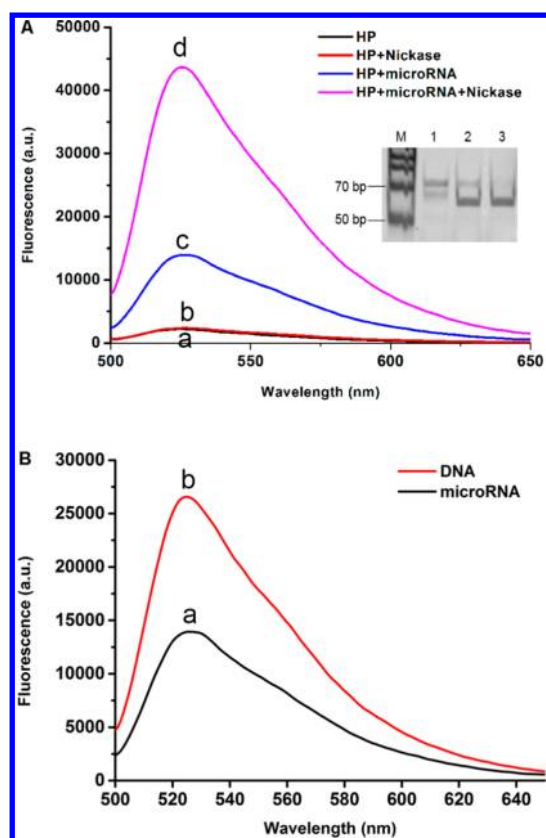 A
HP
HP+Nickase
HP+microRNA
HP+microRNA+Nickase
50000
45000
40000
30000
20000
10000
0
Fluorescence (a.u.)
d
c
b
a
M 1 2 3
70 bp
50 bp
500 550 600 650
Wavelength (nm)
B
DNA
microRNA
30000
25000
20000
15000
10000
5000
0
Fluorescence (a.u.)
b
a
500 520 540 560 580 600 620 640
Wavelength (nm)